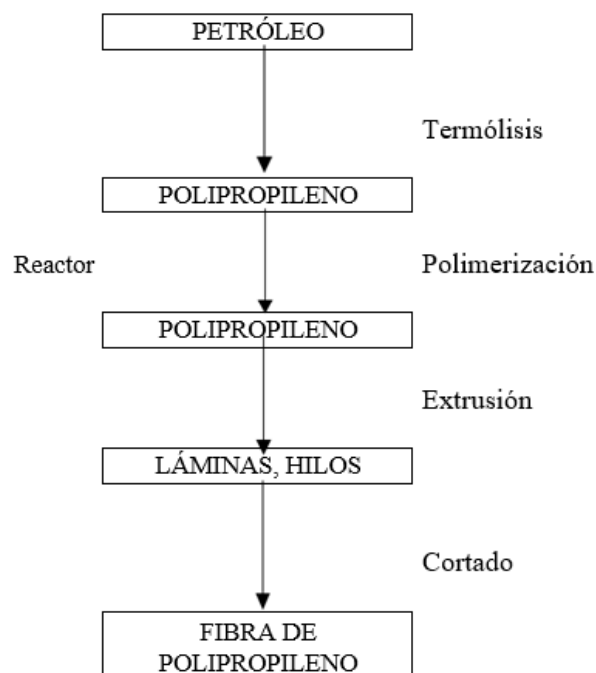 PETRÓLEO
Termólisis
POLIPROPILENO
Reactor
Polimerización
POLIPROPILENO
Extrusión
LÁMINAS, HILOS
Cortado
FIBRA DE
POLIPROPILENO